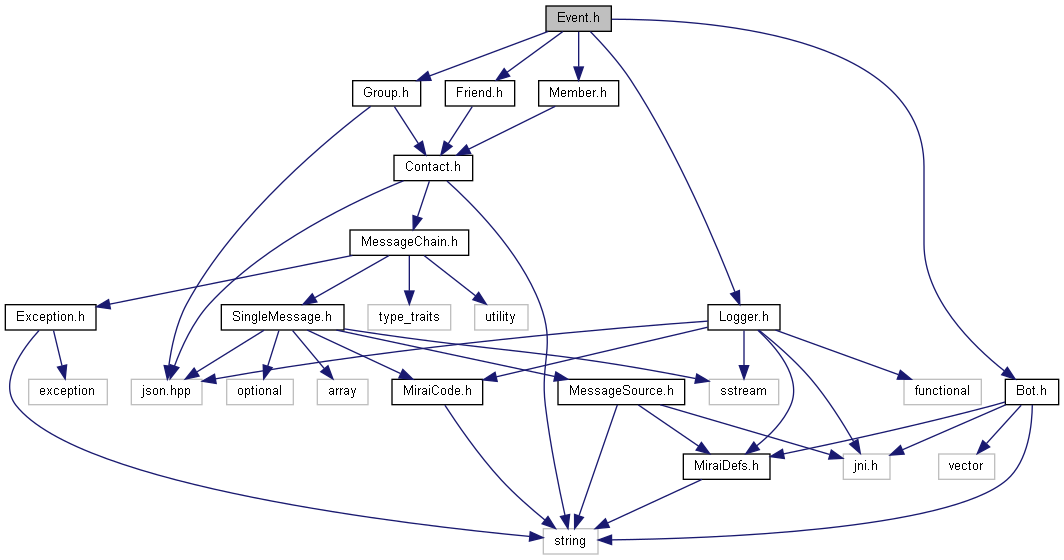 Event.h
Group.h
Friend.h
Member.h
Contact.h
MessageChain.h
Exception.h
SingleMessage.h
type_traits
utility
Logger.h
exception
json.hpp
optional
array
MiraiCode.h
MessageSource.h
sstream
functional
Bot.h
MiraiDefs.h
jni.h
vector
string